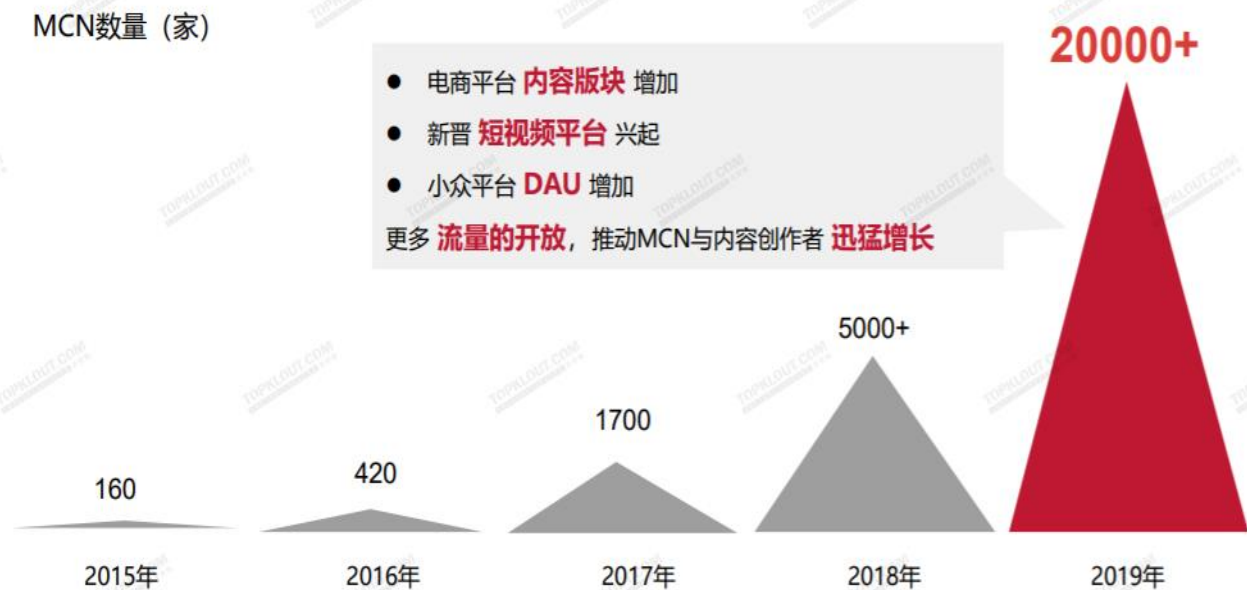 MCN数量（家）
20000+
● 电商平台 内容版块 增加
● 新晋 短视频平台 兴起
● 小众平台 DAU 增加
更多 流量的开放，推动MCN与内容创作者 迅猛增长
5000+
1700
420
160
2015年
2016年
2017年
2018年
2019年
TOPKLOUT.COM